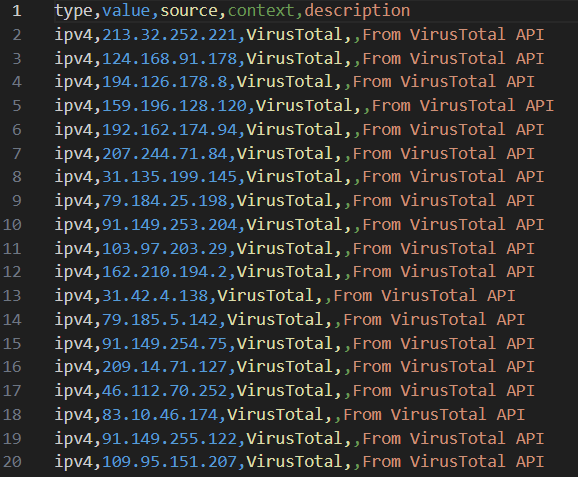 1 type,value,source,context,description
2 ipv4,213.32.252.221,VirusTotal,,From VirusTotal API
3 ipv4,124.168.91.178,VirusTotal,,From VirusTotal API
4 ipv4,194.126.178.8,VirusTotal,,From VirusTotal API
5 ipv4,159.196.128.120,VirusTotal,,From VirusTotal API
6 ipv4,192.162.174.94,VirusTotal,,From VirusTotal API
7 ipv4,207.244.71.84,VirusTotal,,From VirusTotal API
8 ipv4,31.135.199.145,VirusTotal,,From VirusTotal API
9 ipv4,79.184.25.198,VirusTotal,,From VirusTotal API
10 ipv4,91.149.253.204,VirusTotal,,From VirusTotal API
11 ipv4,103.97.203.29,VirusTotal,,From VirusTotal API
12 ipv4,162.210.194.2,VirusTotal,,From VirusTotal API
13 ipv4,31.42.4.138,VirusTotal,,From VirusTotal API
14 ipv4,79.185.5.142,VirusTotal,,From VirusTotal API
15 ipv4,91.149.254.75,VirusTotal,,From VirusTotal API
16 ipv4,209.14.71.127,VirusTotal,,From VirusTotal API
17 ipv4,46.112.70.252,VirusTotal,,From VirusTotal API
18 ipv4,83.10.46.174,VirusTotal,,From VirusTotal API
19 ipv4,91.149.255.122,VirusTotal,,From VirusTotal API
20 ipv4,109.95.151.207,VirusTotal,,From VirusTotal API